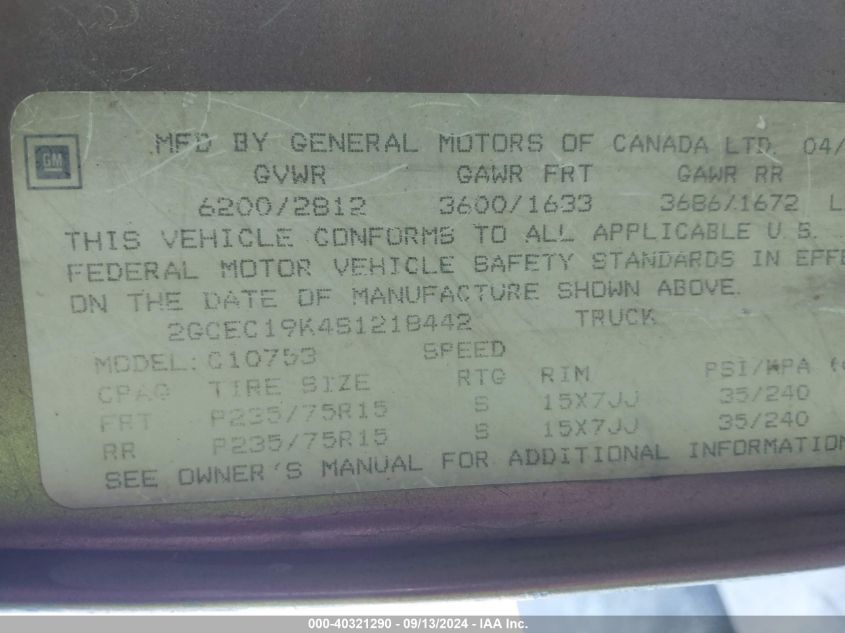 MFD BY GENERAL MOTORS OF CANADA LTD. 04/
GM
GVWR GAWR FRT GAWR RR
6200/2812 3600/1633 3686/1672 L
THIS VEHICLE CONFORMS TO ALL APPLICABLE U.S.
FEDERAL MOTOR VEHICLE SAFETY STANDARDS IN EFFE
ON THE DATE OF MANUFACTURE SHOWN ABOVE.
2GCEC19K4S1218442 TRUCK
MODEL: C10753 SPEED
CPAG TIRE SIZE RTG RIM PSI/KPA (
FRT P235/75R15 S 15X7JJ 35/240
RR P235/75R15 S 15X7JJ 35/240
SEE OWNER'S MANUAL FOR ADDITIONAL INFORMATION
000-40321290 - 09/13/2024 - IAA Inc.